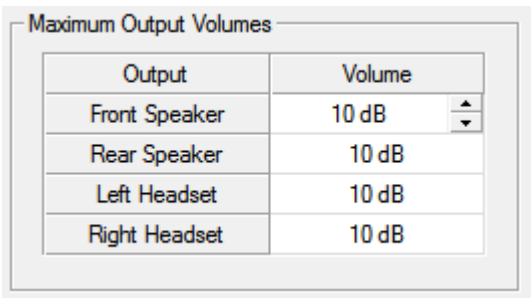 Maximum Output Volumes
Output Volume
Front Speaker 10 dB
Rear Speaker 10 dB
Left Headset 10 dB
Right Headset 10 dB